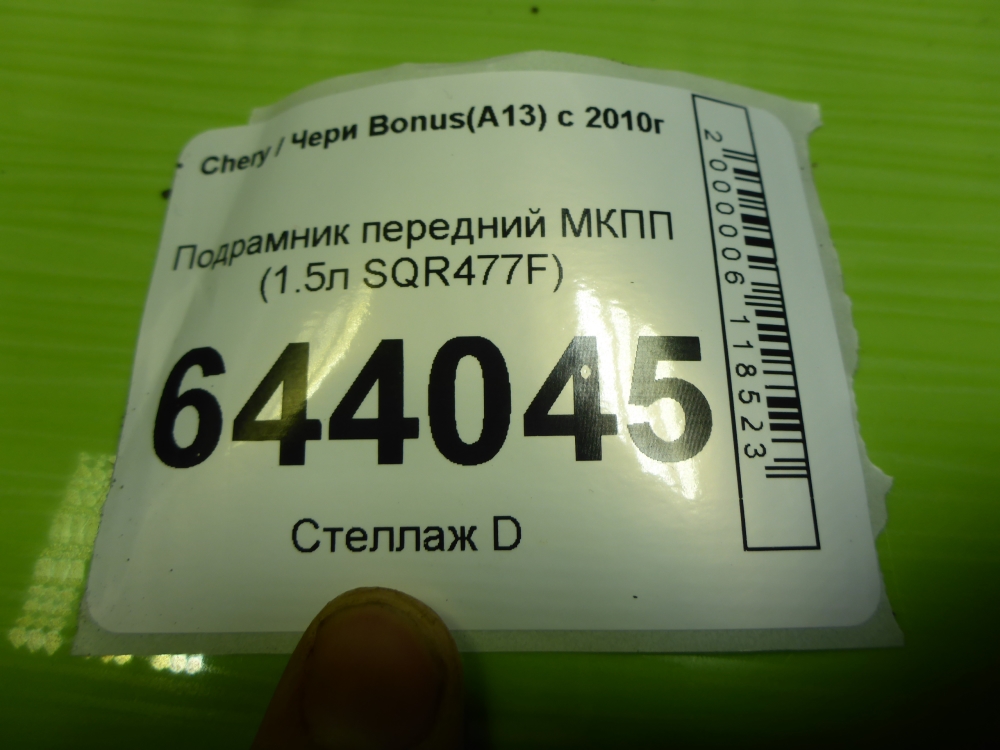 Chery / Чери Bonus(A13) с 2010г
Подрамник передний МКПП
(1.5л SQR477F)
644045
Стеллаж D
2000006118523